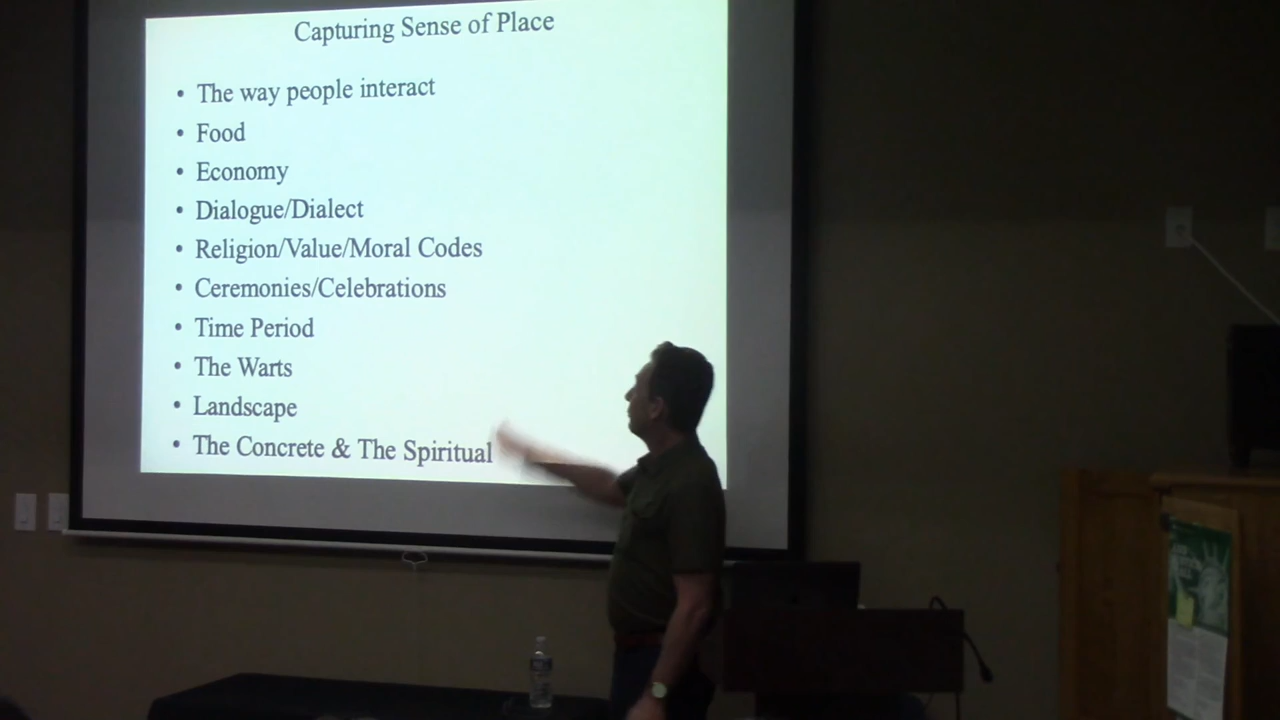 Capturing Sense of Place
• The way people interact
• Food
• Economy
• Dialogue/Dialect
• Religion/Value/Moral Codes
• Ceremonies/Celebrations
• Time Period
• The Warts
• Landscape
• The Concrete & The Spiritual